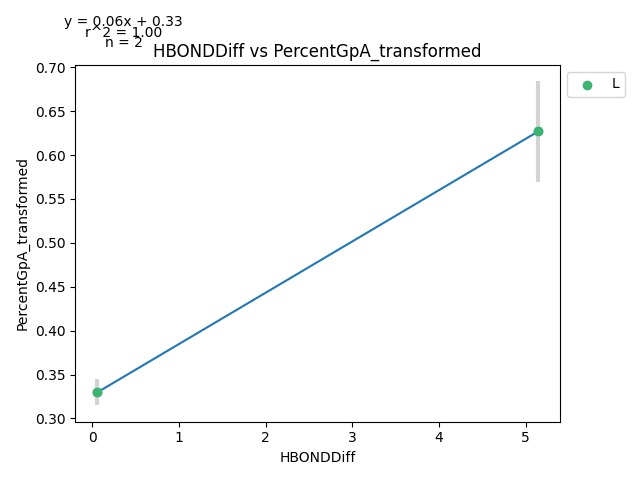 y = 0.06x + 0.33
r^2 = 1.00
n = 2
HBONDDiff vs PercentGpA_transformed
L
0.70
0.65
0.60
0.55
0.50
0.45
0.40
0.35
0.30
PercentGpA_transformed
0 1 2 3 4 5
HBONDDiff